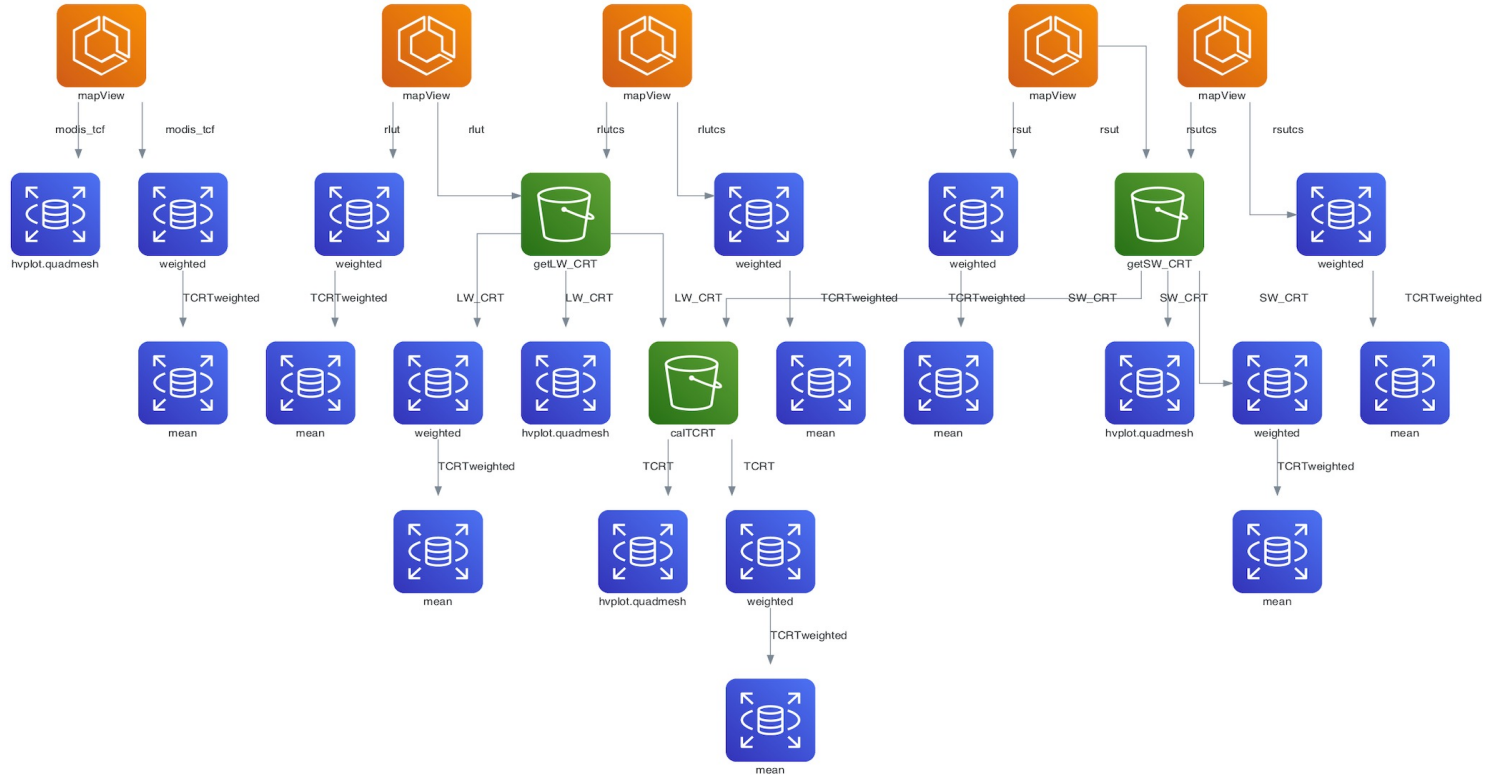 mapView
mapView
mapView
mapView
mapView
modis_tcf
modis_tcf
rlut
rlut
rlutcs
rlutcs
rsut
rsut
rsutcs
rsutcs
hvplot.quadmesh
weighted
weighted
getLW_CRT
weighted
weighted
getSW_CRT
weighted
TCRTweighted
TCRTweighted
LW_CRT
LW_CRT
LW_CRT
TCRTweighted
TCRTweighted
SW_CRT
SW_CRT
SW_CRT
TCRTweighted
mean
mean
weighted
hvplot.quadmesh
calTCRT
mean
mean
hvplot.quadmesh
weighted
mean
TCRTweighted
TCRT
TCRT
TCRTweighted
mean
hvplot.quadmesh
weighted
mean
TCRTweighted
mean